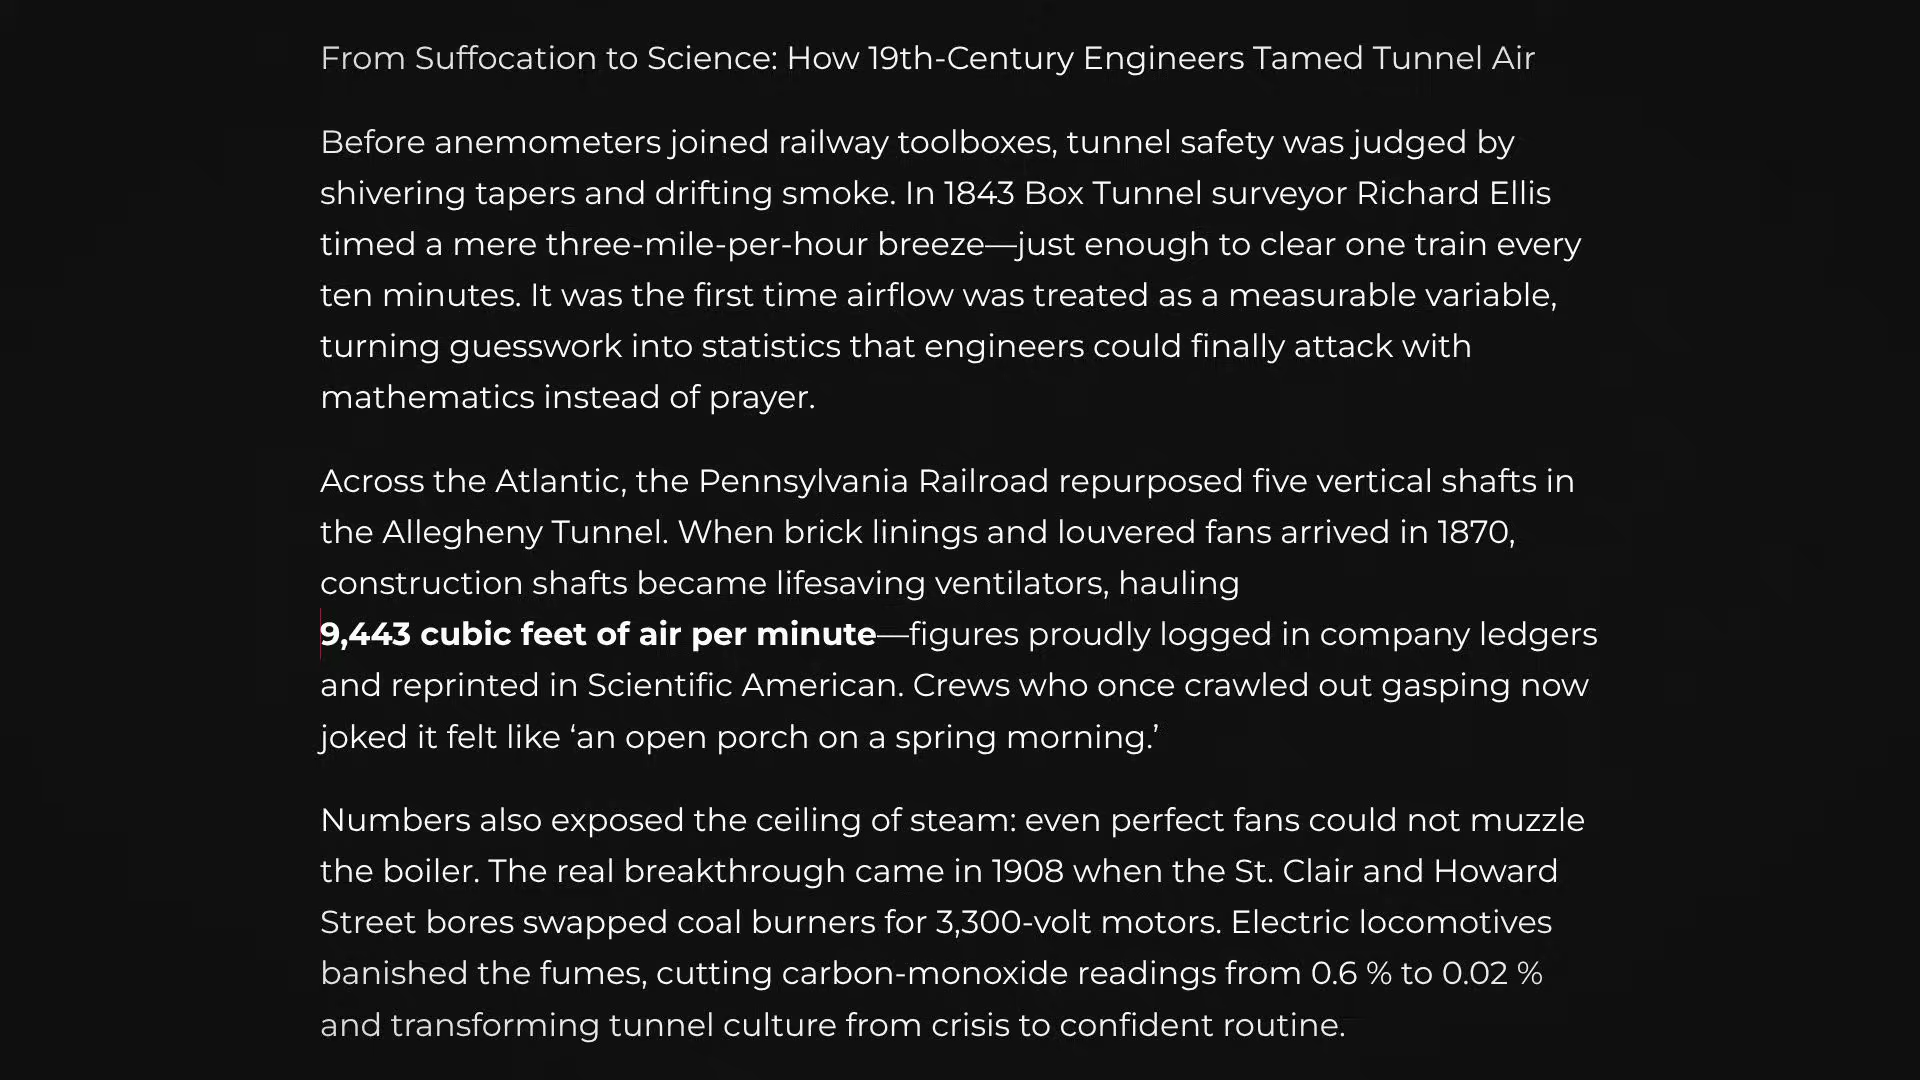 From Suffocation to Science: How 19th-Century Engineers Tamed Tunnel Air
Before anemometers joined railway toolboxes, tunnel safety was judged by
shivering tapers and drifting smoke. In 1843 Box Tunnel surveyor Richard Ellis
timed a mere three-mile-per-hour breeze—just enough to clear one train every
ten minutes. It was the first time airflow was treated as a measurable variable,
turning guesswork into statistics that engineers could finally attack with
mathematics instead of prayer.
Across the Atlantic, the Pennsylvania Railroad repurposed five vertical shafts in
the Allegheny Tunnel. When brick linings and louvered fans arrived in 1870,
construction shafts became lifesaving ventilators, hauling
9,443 cubic feet of air per minute—figures proudly logged in company ledgers
and reprinted in Scientific American. Crews who once crawled out gasping now
joked it felt like ‘an open porch on a spring morning.’
Numbers also exposed the ceiling of steam: even perfect fans could not muzzle
the boiler. The real breakthrough came in 1908 when the St. Clair and Howard
Street bores swapped coal burners for 3,300-volt motors. Electric locomotives
banished the fumes, cutting carbon-monoxide readings from 0.6 % to 0.02 %
and transforming tunnel culture from crisis to confident routine.